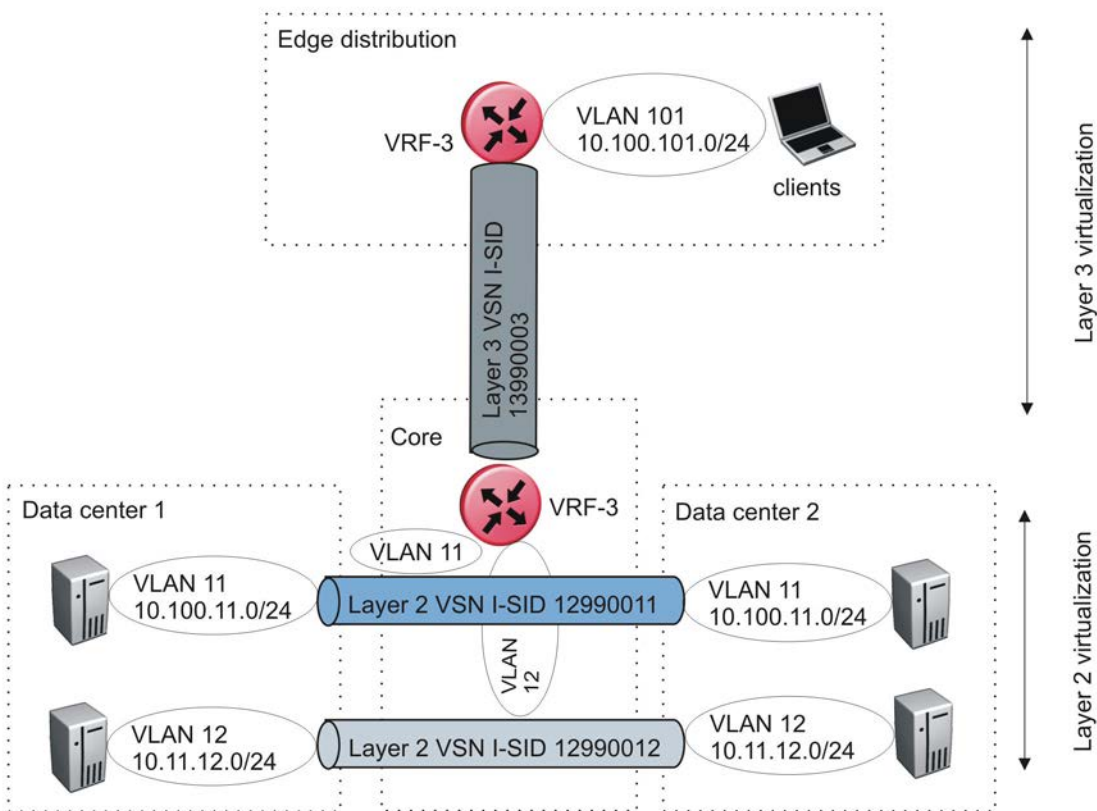 Edge distribution
VRF-3
VLAN 101
10.100.101.0/24
clients
Layer 3 VSN I-SID
13990003
Layer 3 virtualization
Core
VRF-3
Data center 1
Data center 2
VLAN 11
VLAN 11
10.100.11.0/24
Layer 2 VSN I-SID 12990011
VLAN 11
10.100.11.0/24
VLAN
12
VLAN 12
10.11.12.0/24
Layer 2 VSN I-SID 12990012
VLAN 12
10.11.12.0/24
Layer 2 virtualization